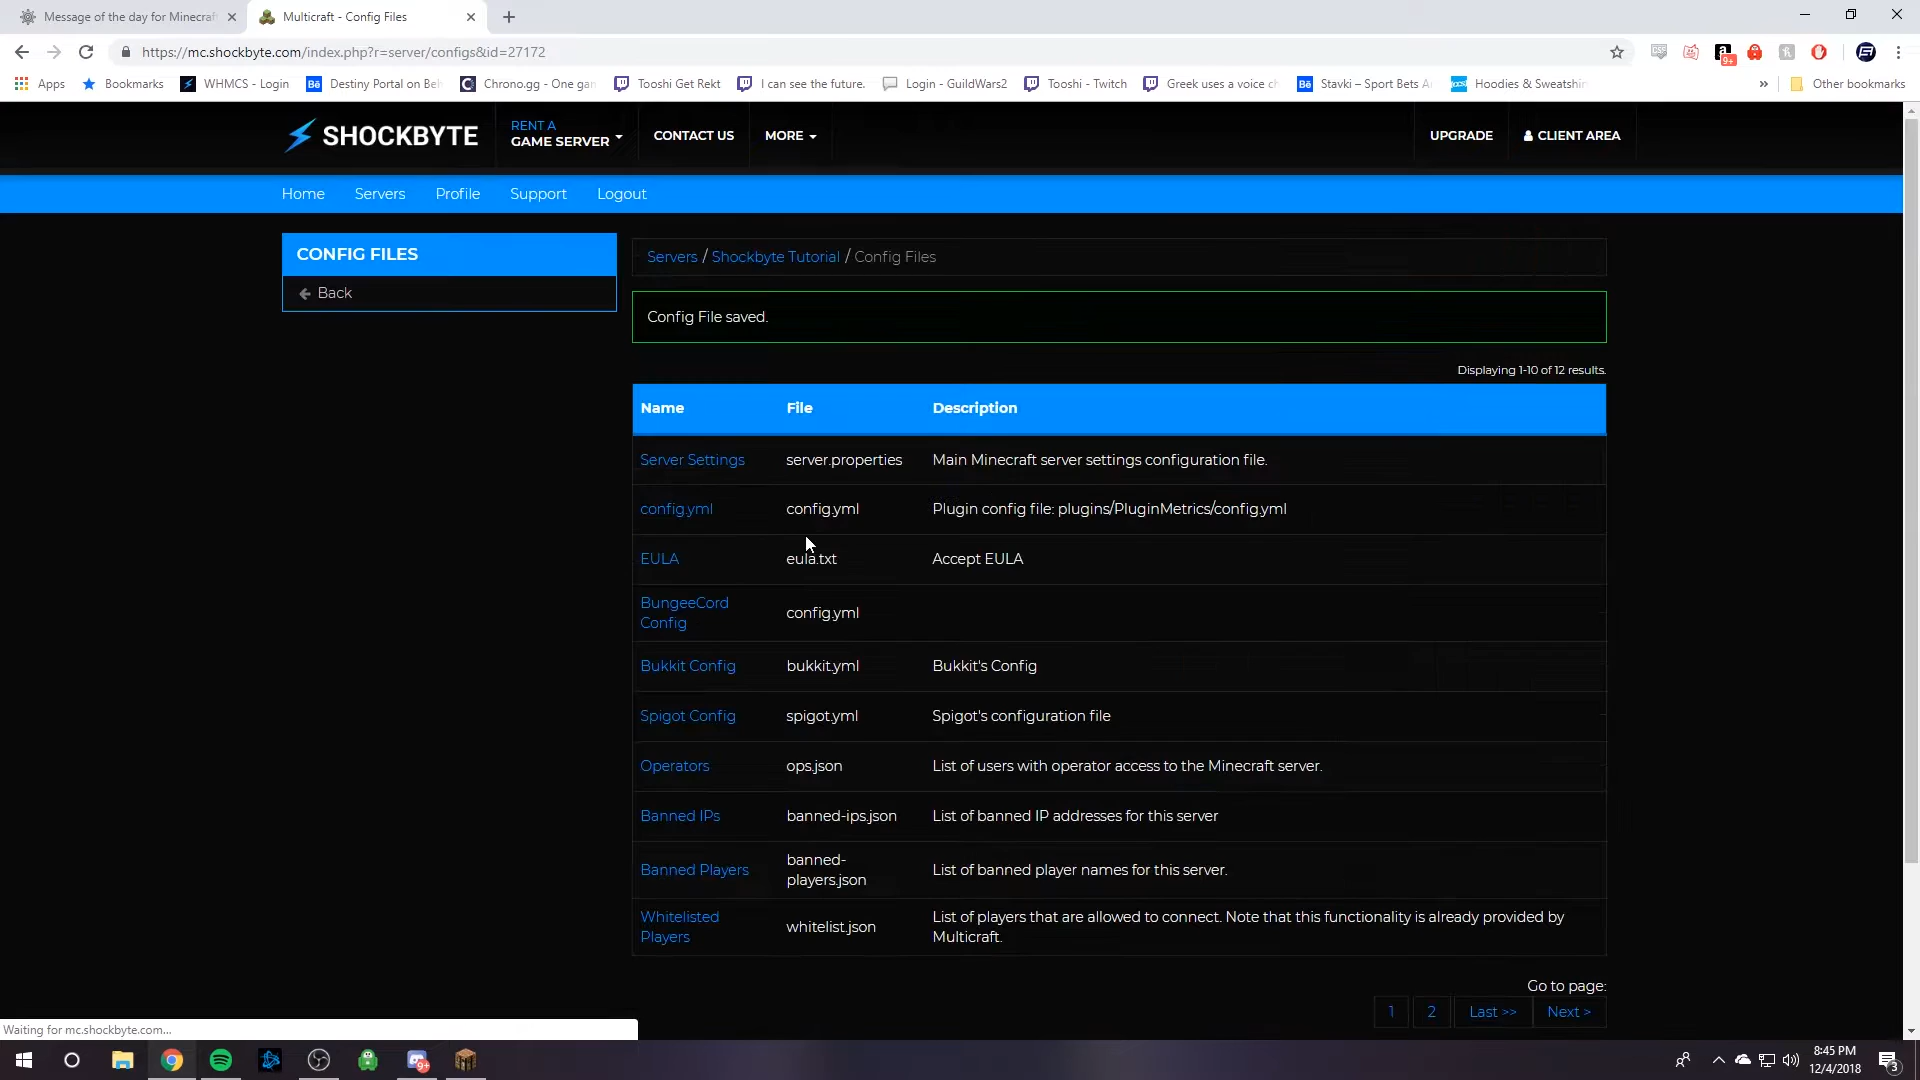 Message of the day for Minecraf
Multicraft - Config Files
https://mc.shockbyte.com/index.php?r=server/configs&id=27172
Apps
Bookmarks
WHMCS - Login
Destiny Portal on Beh
Chrono.gg - One gan
Tooshi Get Rekt
I can see the future.
Login - GuildWars2
Tooshi - Twitch
Greek uses a voice ch
Stavki – Sport Bets A
Hoodies & Sweatshir
Other bookmarks
SHOCKBYTE
RENT A
GAME SERVER
CONTACT US
MORE
UPGRADE
CLIENT AREA
Home
Servers
Profile
Support
Logout
CONFIG FILES
Back
Servers / Shockbyte Tutorial / Config Files
Config File saved.
Displaying 1-10 of 12 results.
Name File Description
Server Settings server.properties Main Minecraft server settings configuration file.
config.yml config.yml Plugin config file: plugins/PluginMetrics/config.yml
EULA eula.txt Accept EULA
BungeeCord
Config
config.yml
Bukkit Config bukkit.yml Bukkit's Config
Spigot Config spigot.yml Spigot's configuration file
Operators ops.json List of users with operator access to the Minecraft server.
Banned IPs banned-ips.json List of banned IP addresses for this server
Banned Players
banned-
players.json
List of banned player names for this server.
Whitelisted
Players
whitelist.json
List of players that are allowed to connect. Note that this functionality is already provided by
Multicraft.
Go to page:
1 2 Last >> Next >
Waiting for mc.shockbyte.com...
8:45 PM
12/4/2018